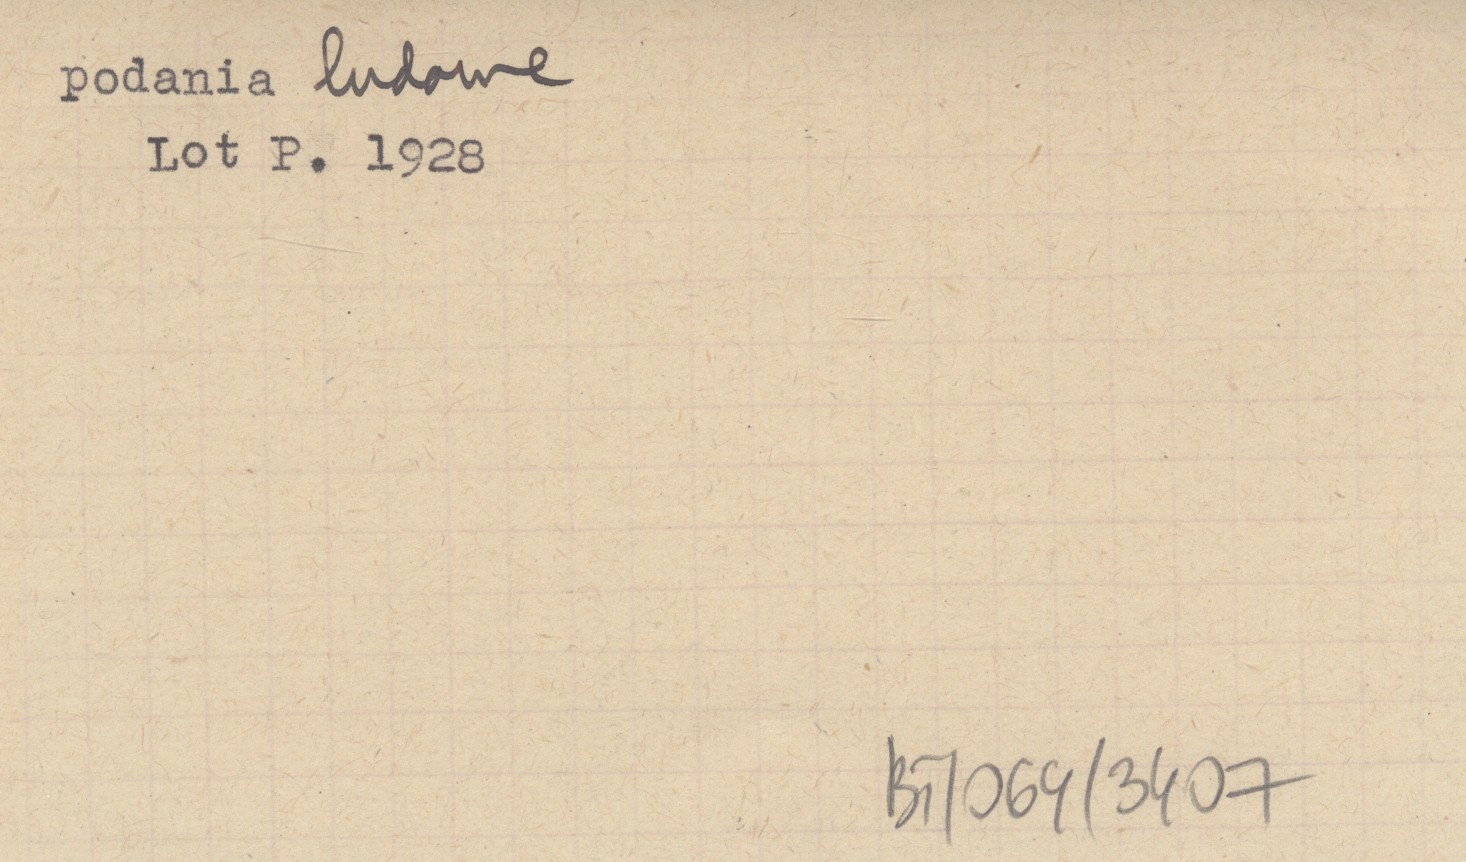 podania ludowe
Lot P. 1928
BT/064/3407